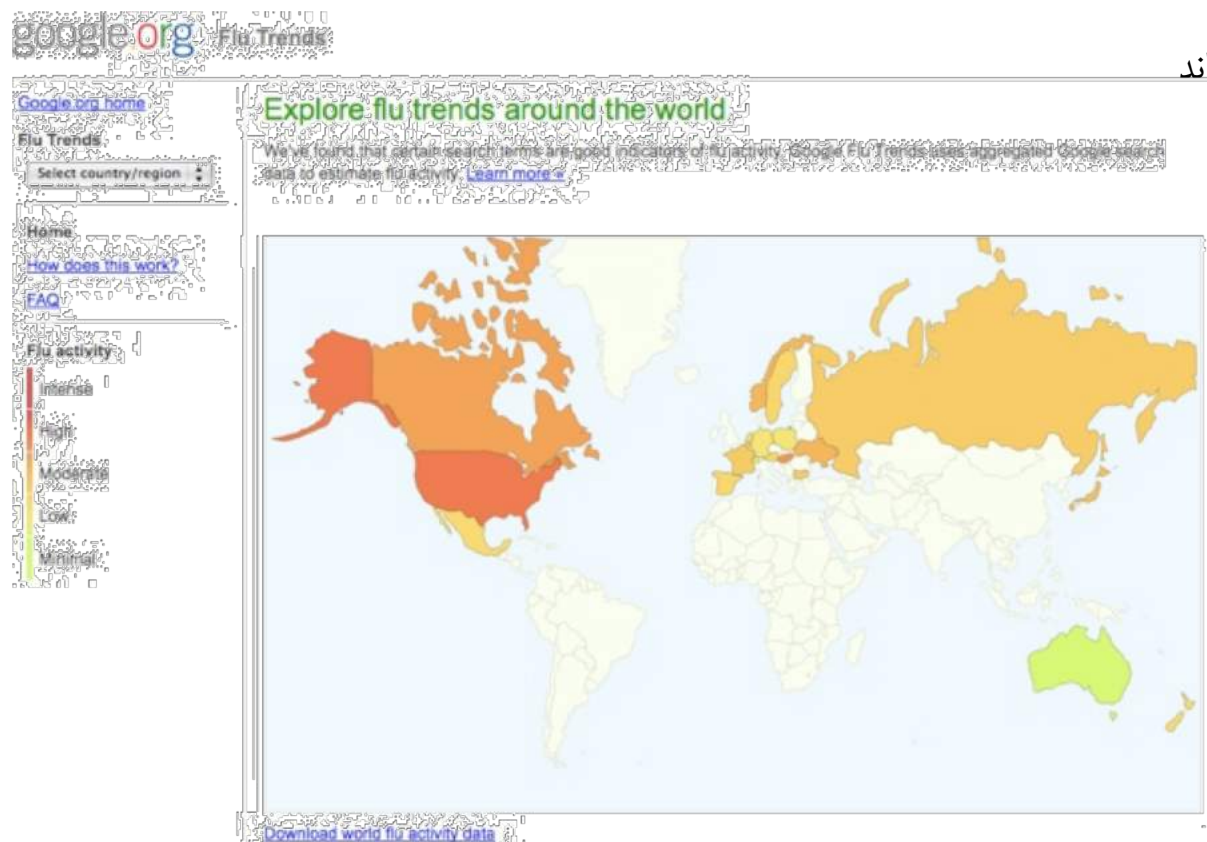 google.org Flu Trends
ند
Google.org home
Flu Trends
Select country/region
Home
How does this work?
FAQ
Flu activity
Intense
High
Moderate
Low
Minimal
Explore flu trends around the world
We've found that certain search terms are good indicators of flu activity. Google Flu Trends uses aggregated Google search
data to estimate flu activity. Learn more »
Download world flu activity data